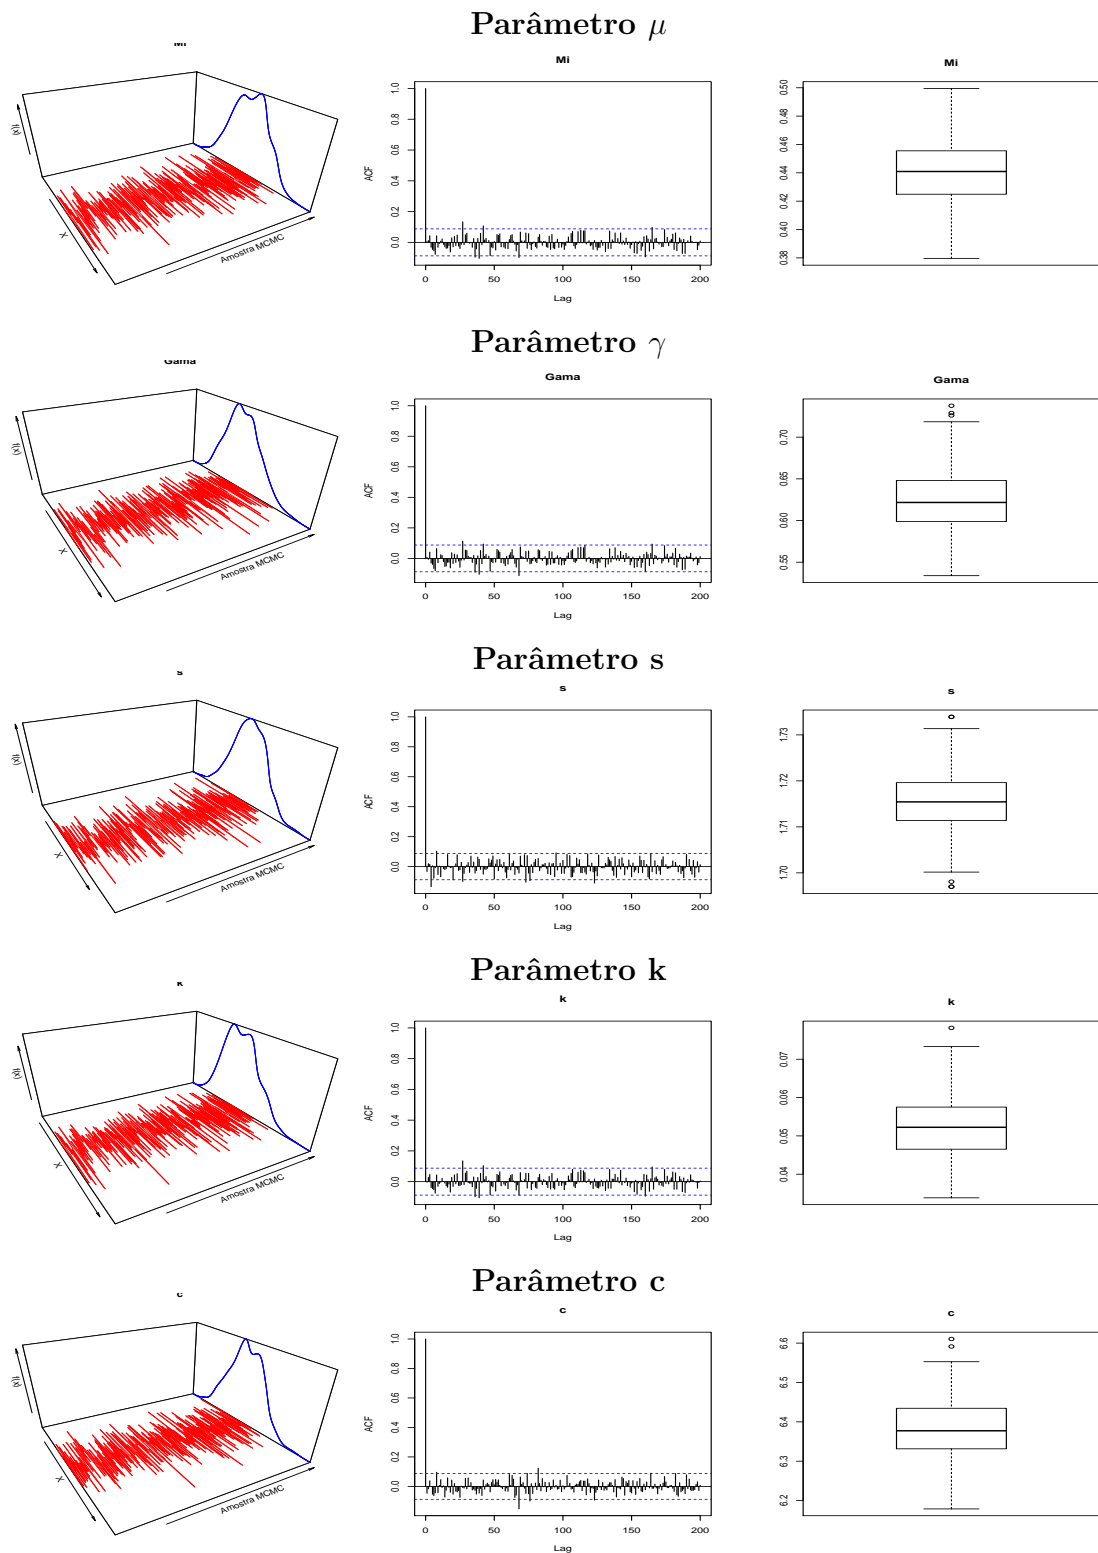 Parâmetro μ
Mi
f(x)
X
Amostra MCMC
Mi
ACF
0.0 0.2 0.4 0.6 0.8 1.0
0 50 100 150 200
Lag
Mi
0.38 0.40 0.42 0.44 0.46 0.48 0.50
Parâmetro γ
Gama
f(x)
X
Amostra MCMC
Gama
ACF
0.0 0.2 0.4 0.6 0.8 1.0
0 50 100 150 200
Lag
Gama
0.55 0.60 0.65 0.70
Parâmetro s
s
f(x)
X
Amostra MCMC
s
ACF
0.0 0.2 0.4 0.6 0.8 1.0
0 50 100 150 200
Lag
s
1.70 1.71 1.72 1.73
Parâmetro k
k
f(x)
X
Amostra MCMC
k
ACF
0.0 0.2 0.4 0.6 0.8 1.0
0 50 100 150 200
Lag
k
0.04 0.05 0.06 0.07
Parâmetro c
c
f(x)
X
Amostra MCMC
c
ACF
0.0 0.2 0.4 0.6 0.8 1.0
0 50 100 150 200
Lag
c
6.2 6.3 6.4 6.5 6.6